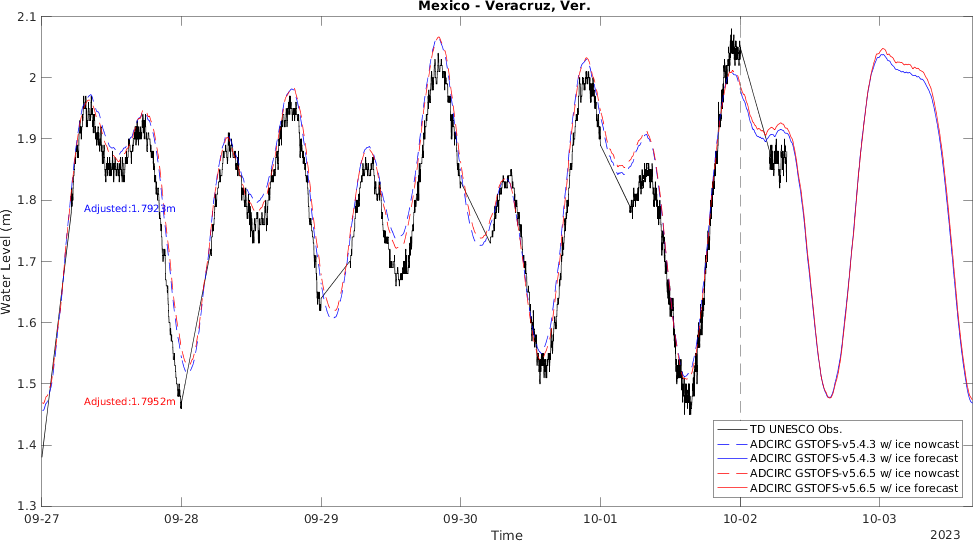 Mexico - Veracruz, Ver.
2.1
2
1.9
1.8
1.7
1.6
1.5
1.4
1.3
Water Level (m)
Adjusted:1.7923m
Adjusted:1.7952m
TD UNESCO Obs.
ADCIRC GSTOFS-v5.4.3 w/ ice nowcast
ADCIRC GSTOFS-v5.4.3 w/ ice forecast
ADCIRC GSTOFS-v5.6.5 w/ ice nowcast
ADCIRC GSTOFS-v5.6.5 w/ ice forecast
09-27 09-28 09-29 09-30 10-01 10-02 10-03
Time
2023